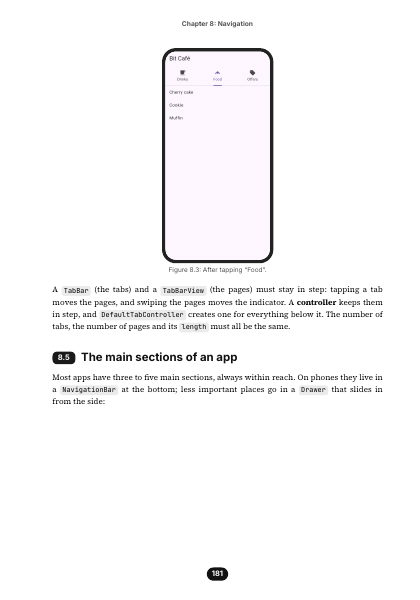 Chapter 8: Navigation
Bit Café
Drinks Food Offers
Cherry cake
Cookie
Muffin
Figure 8.3: After tapping "Food".
A TabBar (the tabs) and a TabBarView (the pages) must stay in step: tapping a tab
moves the pages, and swiping the pages moves the indicator. A controller keeps them
in step, and DefaultTabController creates one for everything below it. The number of
tabs, the number of pages and its length must all be the same.
8.5 The main sections of an app
Most apps have three to five main sections, always within reach. On phones they live in
a NavigationBar at the bottom; less important places go in a Drawer that slides in
from the side:
181